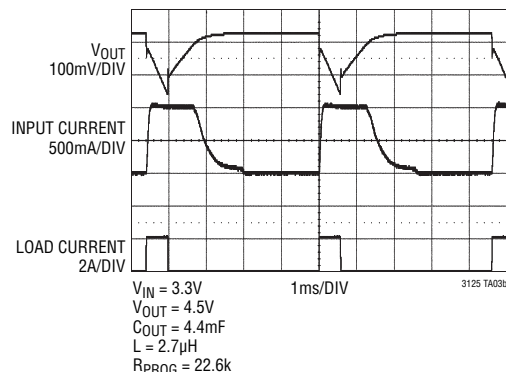 VOUT
100mV/DIV
INPUT CURRENT
500mA/DIV
LOAD CURRENT
2A/DIV
VIN = 3.3V
VOUT = 4.5V
COUT = 4.4mF
L = 2.7µH
RPROG = 22.6k
1ms/DIV
3125 TA03b